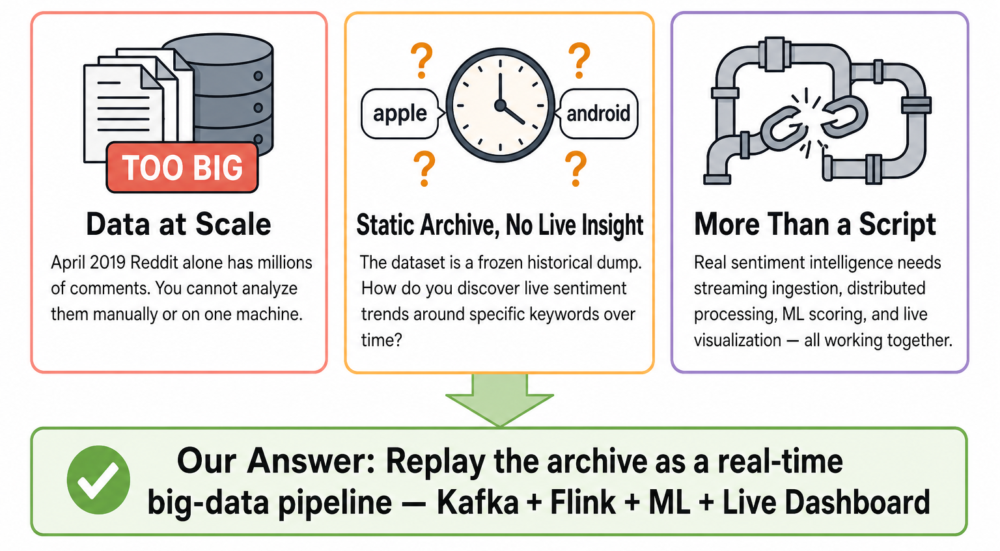 TOO BIG
Data at Scale
April 2019 Reddit alone has millions
of comments. You cannot analyze
them manually or on one machine.
?
?
apple
android
?
?
Static Archive, No Live Insight
The dataset is a frozen historical dump.
How do you discover live sentiment
trends around specific keywords over
time?
More Than a Script
Real sentiment intelligence needs
streaming ingestion, distributed
processing, ML scoring, and live
visualization — all working together.
Our Answer: Replay the archive as a real-time
big-data pipeline — Kafka + Flink + ML + Live Dashboard